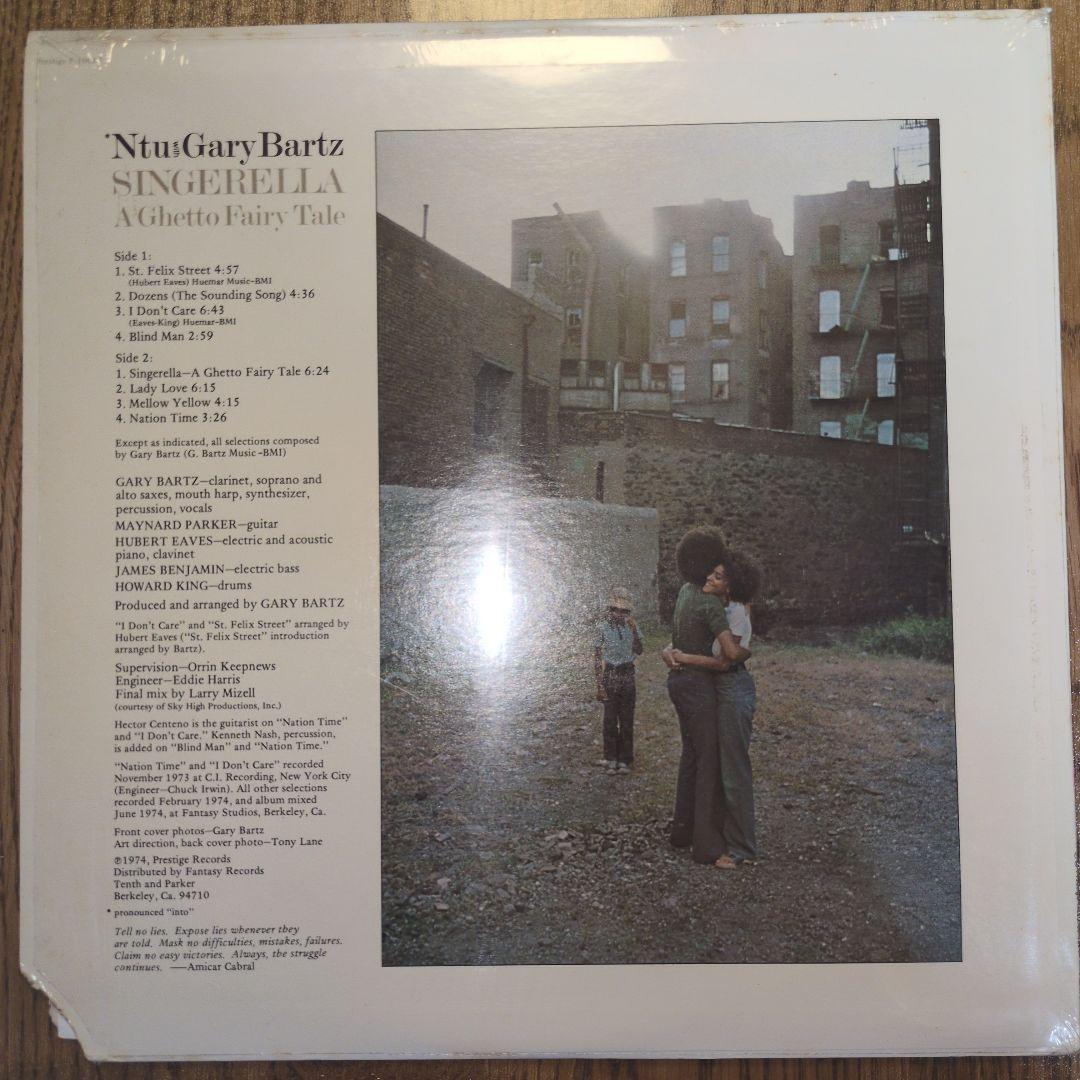 *Ntu with Gary Bartz
SINGERELLA
A Ghetto Fairy Tale
Side 1:
1. St. Felix Street 4:57
(Hubert Eaves) Huemar Music–BMI
2. Dozens (The Sounding Song) 4:36
3. I Don't Care 6:43
(Eaves-King) Huemar–BMI
4. Blind Man 2:59
Side 2:
1. Singerella—A Ghetto Fairy Tale 6:24
2. Lady Love 6:15
3. Mellow Yellow 4:15
4. Nation Time 3:26
Except as indicated, all selections composed
by Gary Bartz (G. Bartz Music–BMI)
GARY BARTZ—clarinet, soprano and
alto saxes, mouth harp, synthesizer,
percussion, vocals
MAYNARD PARKER—guitar
HUBERT EAVES—electric and acoustic
piano, clavinet
JAMES BENJAMIN—electric bass
HOWARD KING—drums
Produced and arranged by GARY BARTZ
"I Don't Care" and "St. Felix Street" arranged by
Hubert Eaves ("St. Felix Street" introduction
arranged by Bartz).
Supervision—Orrin Keepnews
Engineer—Eddie Harris
Final mix by Larry Mizell
(courtesy of Sky High Productions, Inc.)
Hector Centeno is the guitarist on "Nation Time"
and "I Don't Care." Kenneth Nash, percussion,
is added on "Blind Man" and "Nation Time."
"Nation Time" and "I Don't Care" recorded
November 1973 at C.I. Recording, New York City
(Engineer—Chuck Irwin). All other selections
recorded February 1974, and album mixed
June 1974, at Fantasy Studios, Berkeley, Ca.
Front cover photos—Gary Bartz
Art direction, back cover photo—Tony Lane
℗1974, Prestige Records
Distributed by Fantasy Records
Tenth and Parker
Berkeley, Ca. 94710
* pronounced "into"
Tell no lies. Expose lies whenever they
are told. Mask no difficulties, mistakes, failures.
Claim no easy victories. Always, the struggle
continues. —Amicar Cabral